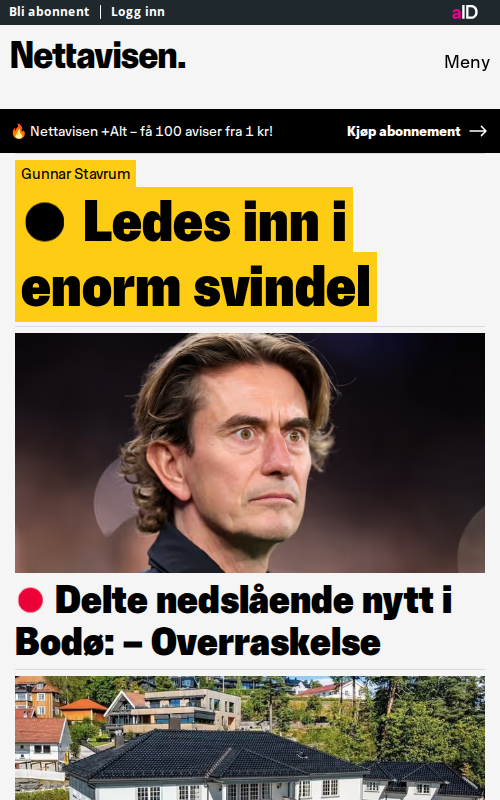 Bli abonnent | Logg inn
aID
Nettavisen.
Meny
🔥 Nettavisen +Alt – få 100 aviser fra 1 kr!
Kjøp abonnement →
Gunnar Stavrum
● Ledes inn i
enorm svindel
Delte nedslående nytt i
Bodø: – Overraskelse